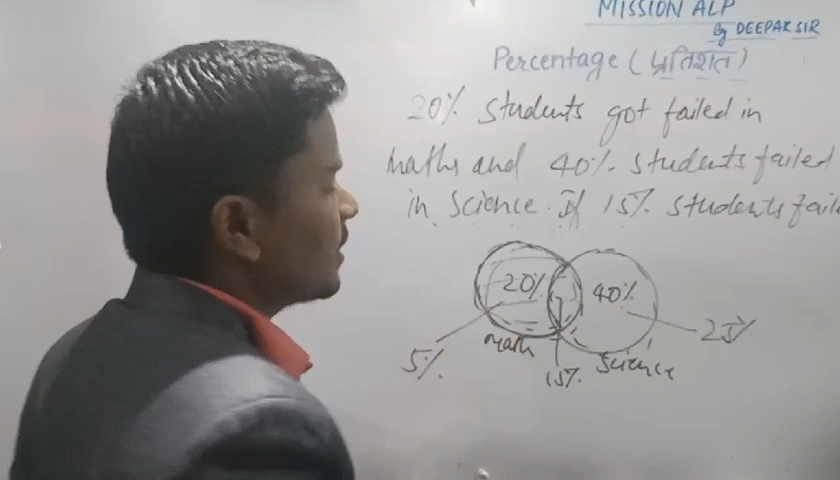 MISSION ALP
By DEEPAK SIR
Percentage (प्रतिशत)
20% Students got failed in
maths and 40% students failed
in Science. If 15% students faile
20%
40%
5%
math
15%
Science
25%